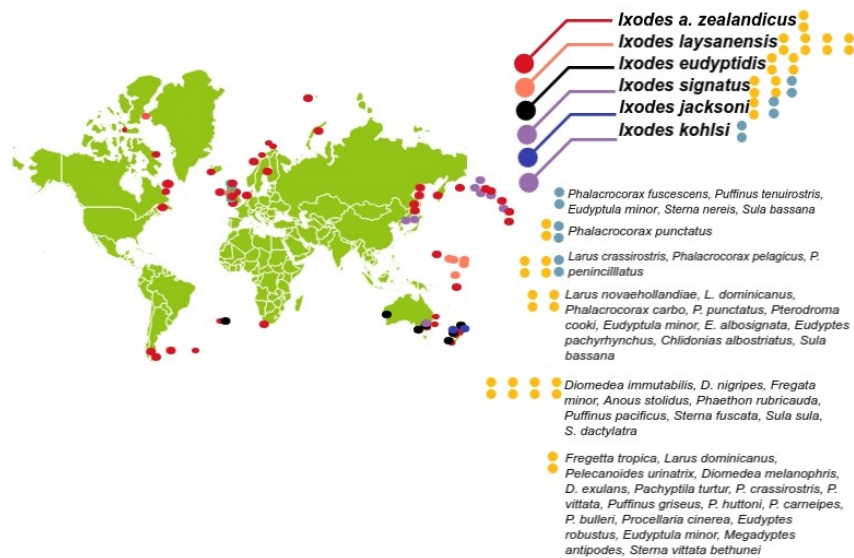 Ixodes a. zealandicus
Ixodes laysanensis
Ixodes eudyptidis
Ixodes signatus
Ixodes jacksoni
Ixodes kohlsi
Phalacrocorax fuscescens, Puffinus tenuirostris,
Eudyptula minor, Sterna nereis, Sula bassana
Phalacrocorax punctatus
Larus crassirostris, Phalacrocorax pelagicus, P.
penincilllatus
Larus novaehollandiae, L. dominicanus,
Phalacrocorax carbo, P. punctatus, Pterodroma
cooki, Eudyptula minor, E. albosignata, Eudyptes
pachyrhynchus, Chlidonias albostriatus, Sula
bassana
Diomedea immutabilis, D. nigripes, Fregata
minor, Anous stolidus, Phaethon rubricauda,
Puffinus pacificus, Sterna fuscata, Sula sula,
S. dactylatra
Fregetta tropica, Larus dominicanus,
Pelecanoides urinatrix, Diomedea melanophris,
D. exulans, Pachyptila turtur, P. crassirostris, P.
vittata, Puffinus griseus, P. huttoni, P. carneipes,
P. bulleri, Procellaria cinerea, Eudyptes
robustus, Eudyptula minor, Megadyptes
antipodes, Sterna vittata bethunei